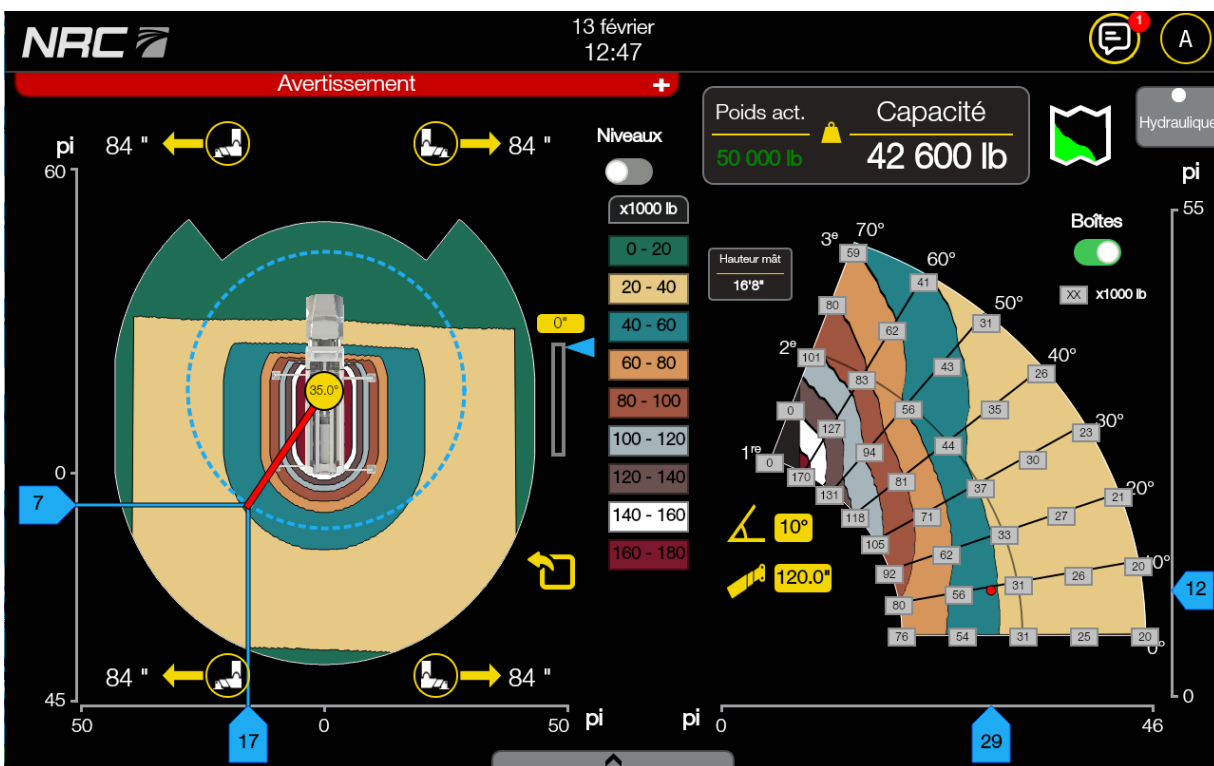 NRC
13 février
12:47
1
A
Avertissement +
Hydraulique
Poids act.
Capacité
50 000 lb
42 600 lb
pi
60
0
45
84 "
84 "
84 "
84 "
35.0°
7
17
50
0
50
pi
Niveaux
x1000 lb
0 - 20
20 - 40
40 - 60
60 - 80
80 - 100
100 - 120
120 - 140
140 - 160
160 - 180
0"
Hauteur mât
16'8"
Boîtes
XX x1000 lb
pi
55
12
0
3e 70°
60°
50°
40°
30°
20°
10°
0°
2e
1re
59
41
31
26
80
62
43
35
23
101
83
56
44
30
21
0
127
94
81
37
27
20
0
170
131
118
105
71
33
92
62
26
80
56
31
76
54
31
25
20
10°
120.0"
pi
0
29
46